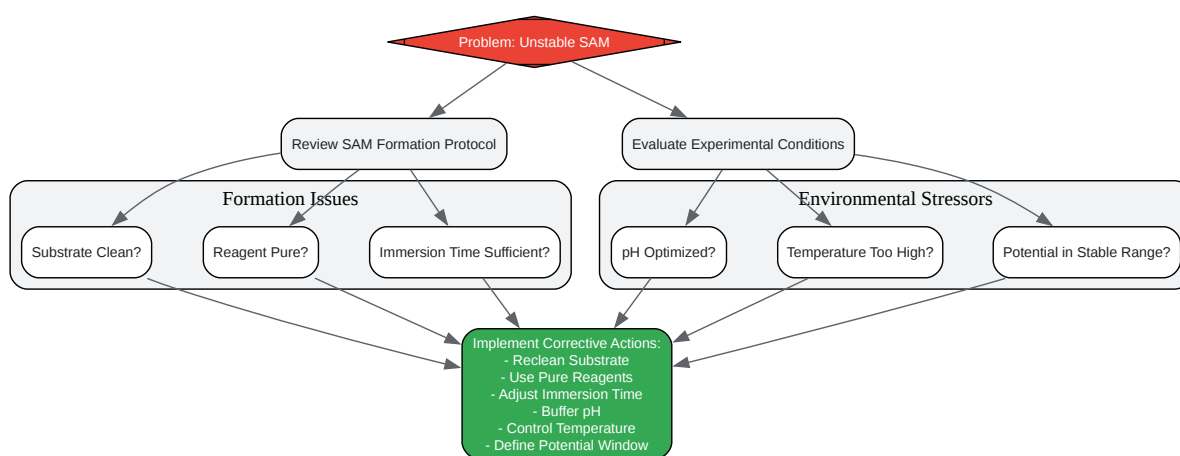 Problem: Unstable SAM
Review SAM Formation Protocol
Evaluate Experimental Conditions
Formation Issues
Environmental Stressors
Substrate Clean?
Reagent Pure?
Immersion Time Sufficient?
pH Optimized?
Temperature Too High?
Potential in Stable Range?
Implement Corrective Actions:
- Reclean Substrate
- Use Pure Reagents
- Adjust Immersion Time
- Buffer pH
- Control Temperature
- Define Potential Window